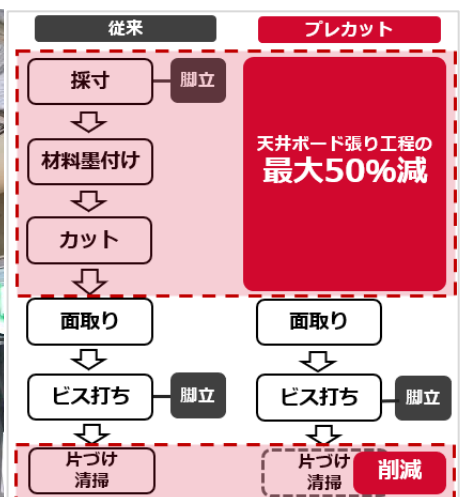 従来
プレカット
採寸
脚立
材料墨付け
カット
天井ボード張り工程の
最大50%減
面取り
面取り
ビス打ち
脚立
ビス打ち
脚立
片づけ
清掃
片づけ
清掃
削減